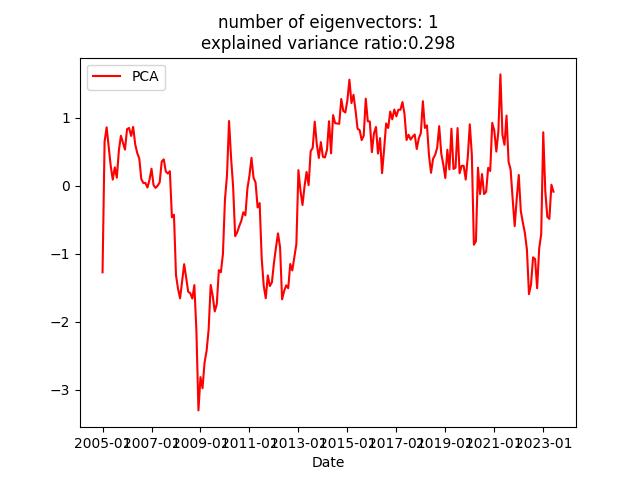 number of eigenvectors: 1
explained variance ratio:0.298
PCA
1
0
−1
−2
−3
2005-01 2007-01 2009-01 2011-01 2013-01 2015-01 2017-01 2019-01 2021-01 2023-01
Date